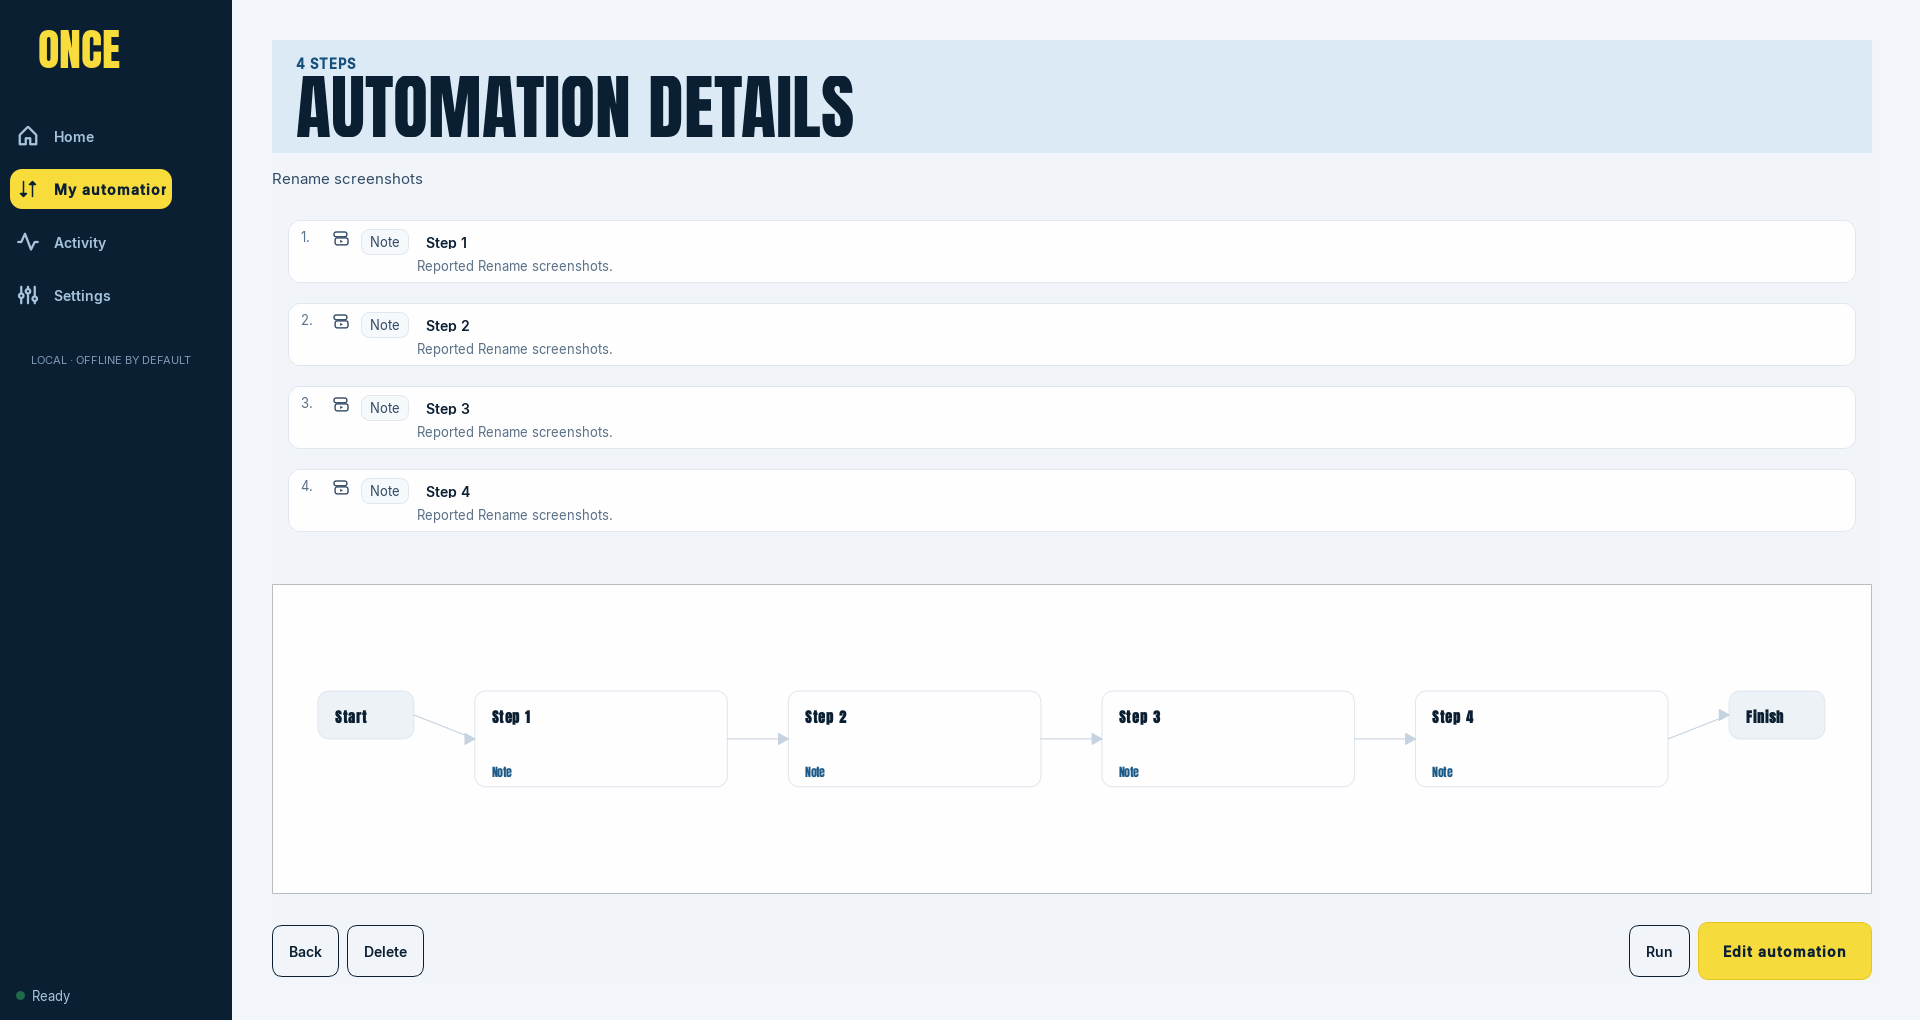 ONCE
Home
My automation
Activity
Settings
LOCAL · OFFLINE BY DEFAULT
Ready
4 STEPS
AUTOMATION DETAILS
Rename screenshots
1. Note Step 1
Reported Rename screenshots.
2. Note Step 2
Reported Rename screenshots.
3. Note Step 3
Reported Rename screenshots.
4. Note Step 4
Reported Rename screenshots.
Start Step 1 Step 2 Step 3 Step 4 Finish
Note Note Note Note
Back Delete Run Edit automation